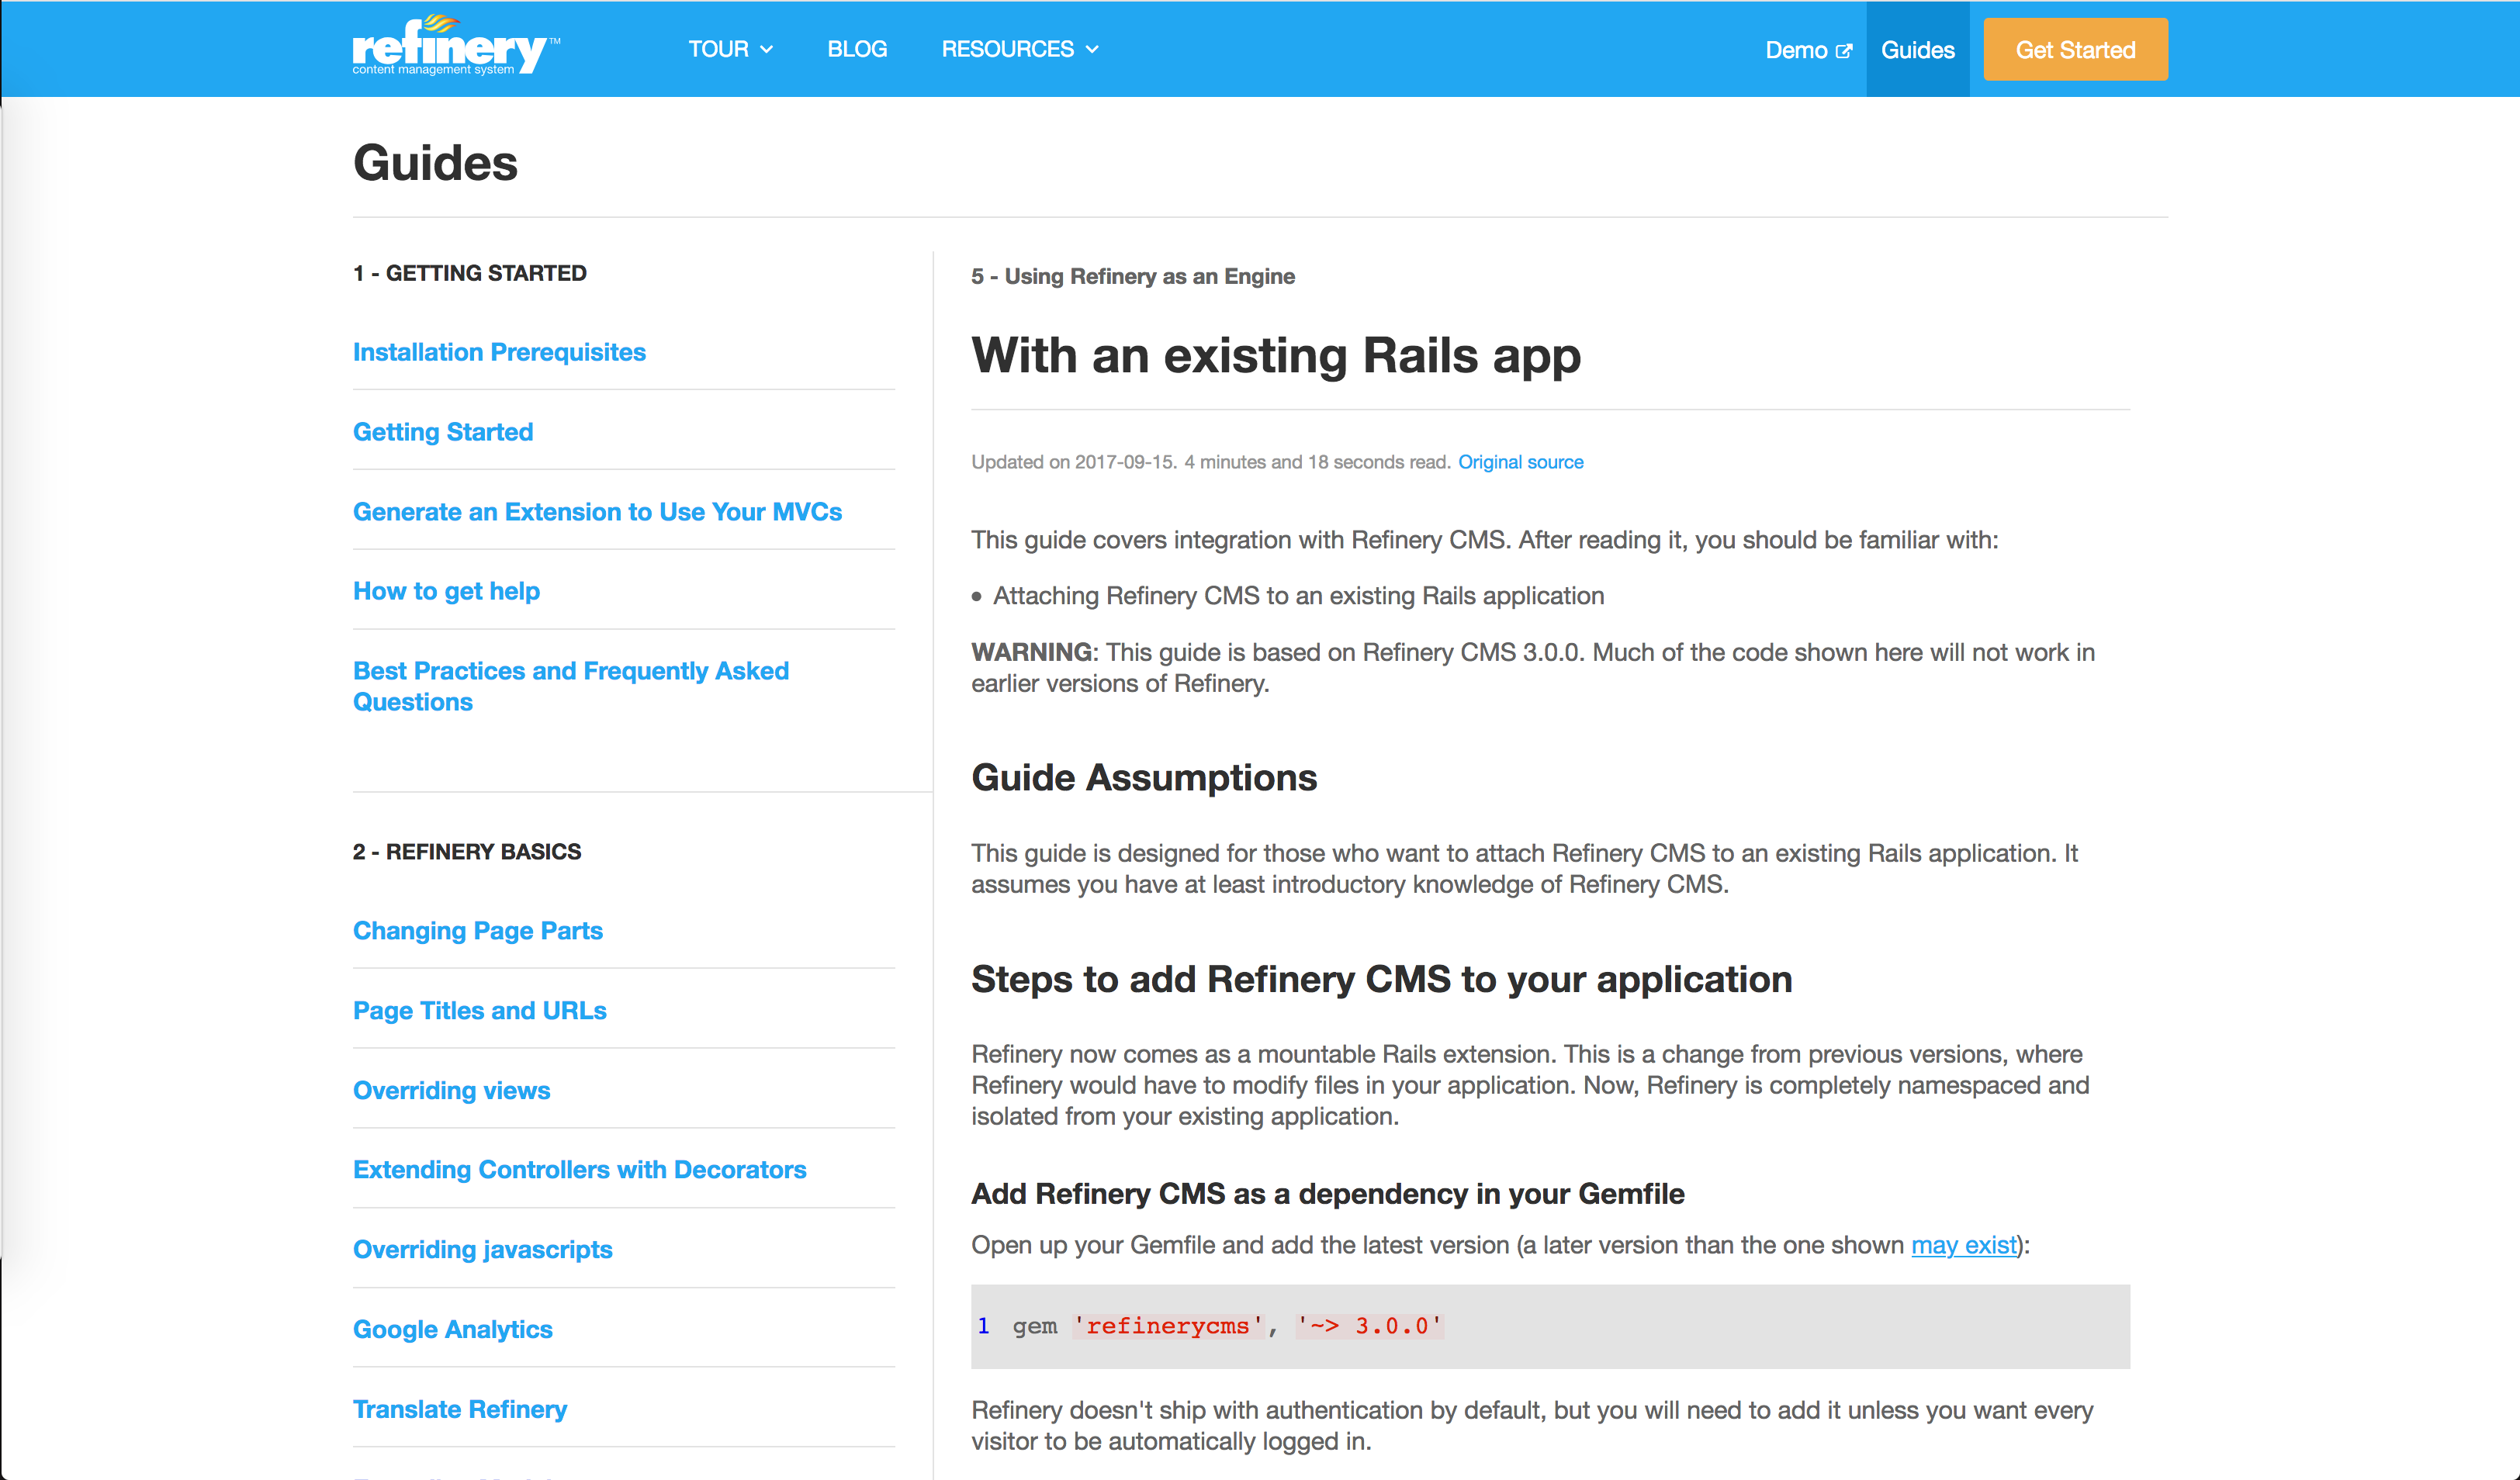 refinery™
content management system
TOUR
BLOG
RESOURCES
Demo
Guides
Get Started
Guides
1 - GETTING STARTED
Installation Prerequisites
Getting Started
Generate an Extension to Use Your MVCs
How to get help
Best Practices and Frequently Asked
Questions
2 - REFINERY BASICS
Changing Page Parts
Page Titles and URLs
Overriding views
Extending Controllers with Decorators
Overriding javascripts
Google Analytics
Translate Refinery
5 - Using Refinery as an Engine
With an existing Rails app
Updated on 2017-09-15. 4 minutes and 18 seconds read. Original source
This guide covers integration with Refinery CMS. After reading it, you should be familiar with:
• Attaching Refinery CMS to an existing Rails application
WARNING: This guide is based on Refinery CMS 3.0.0. Much of the code shown here will not work in
earlier versions of Refinery.
Guide Assumptions
This guide is designed for those who want to attach Refinery CMS to an existing Rails application. It
assumes you have at least introductory knowledge of Refinery CMS.
Steps to add Refinery CMS to your application
Refinery now comes as a mountable Rails extension. This is a change from previous versions, where
Refinery would have to modify files in your application. Now, Refinery is completely namespaced and
isolated from your existing application.
Add Refinery CMS as a dependency in your Gemfile
Open up your Gemfile and add the latest version (a later version than the one shown may exist):
1 gem 'refinerycms', '~> 3.0.0'
Refinery doesn't ship with authentication by default, but you will need to add it unless you want every
visitor to be automatically logged in.